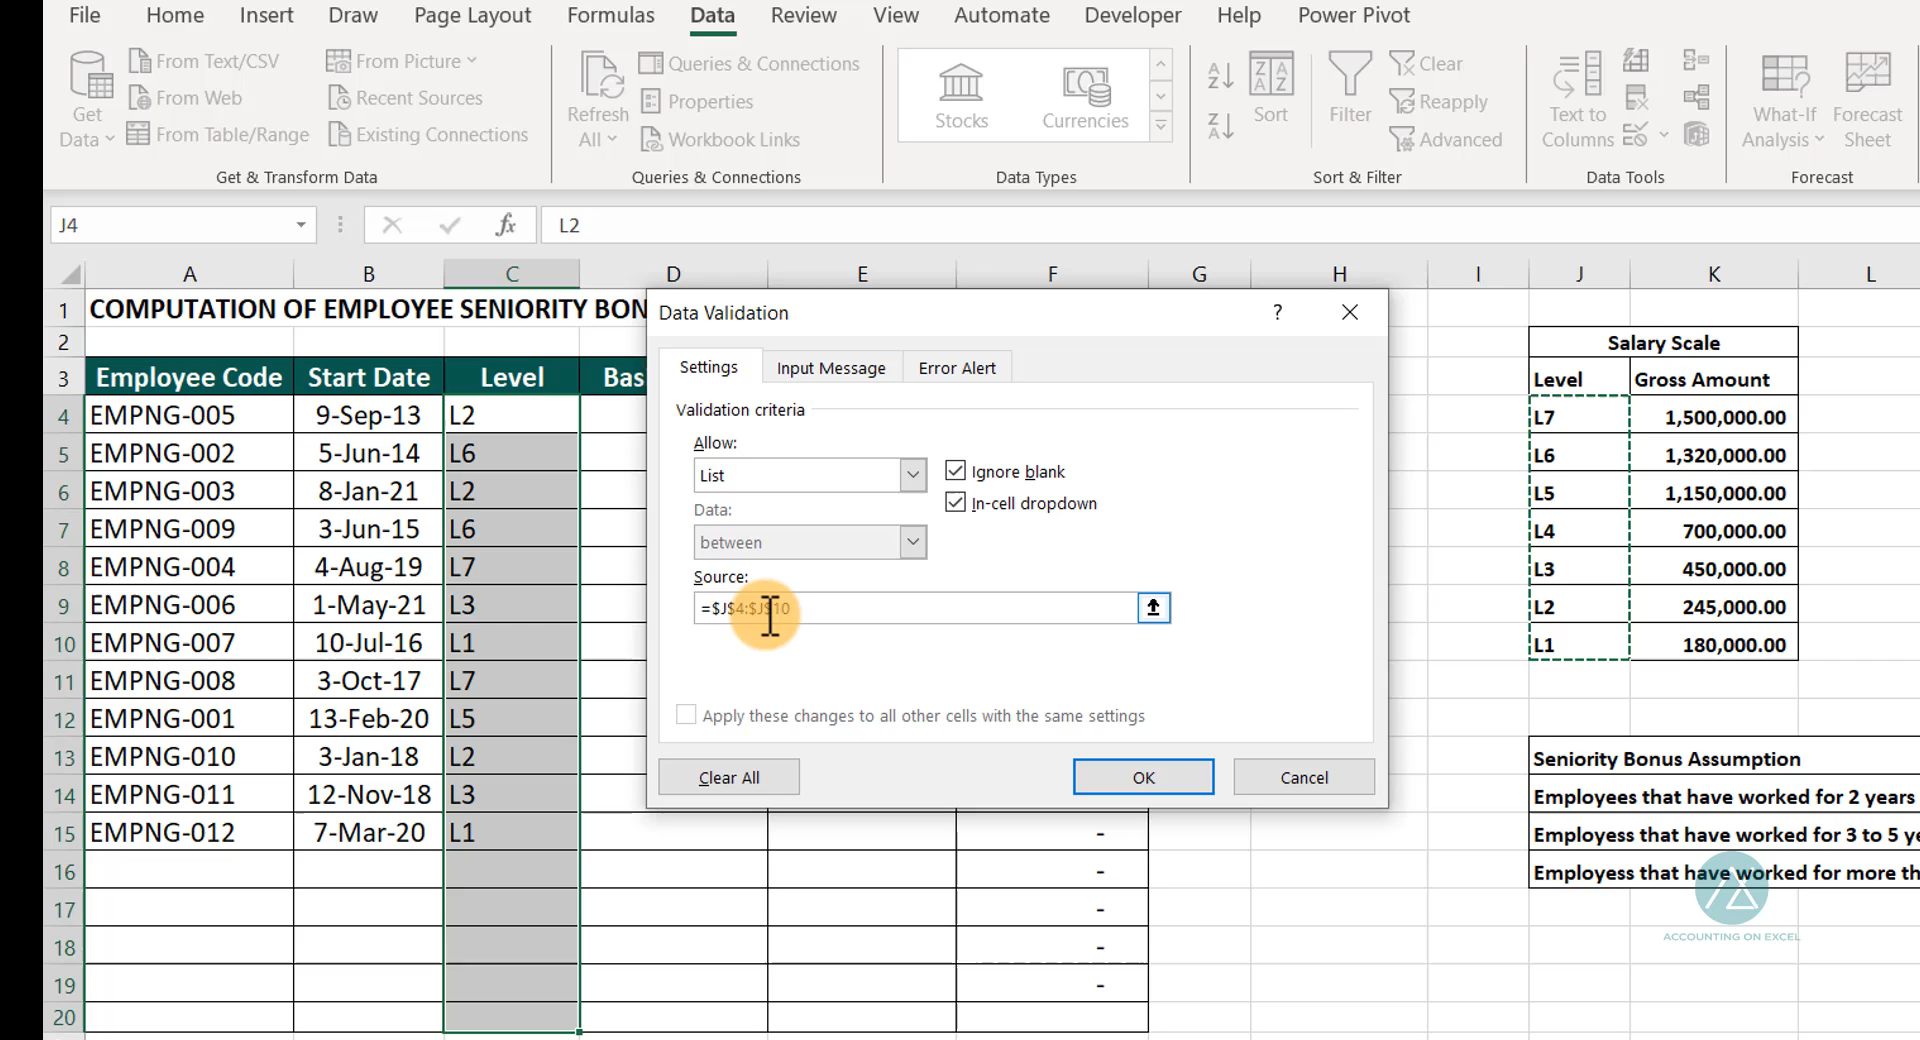 File Home Insert Draw Page Layout Formulas Data Review View Automate Developer Help Power Pivot
Get Data
From Text/CSV
From Web
From Table/Range
From Picture
Recent Sources
Existing Connections
Get & Transform Data
Refresh All
Queries & Connections
Properties
Workbook Links
Queries & Connections
Stocks
Currencies
Data Types
Sort
Filter
Clear
Reapply
Advanced
Sort & Filter
Text to Columns
Data Tools
What-If Analysis
Forecast Sheet
Forecast
J4 fx L2
A B C D E F G H I J K L
1 COMPUTATION OF EMPLOYEE SENIORITY BON
2
3 Employee Code Start Date Level Bas
4 EMPNG-005 9-Sep-13 L2
5 EMPNG-002 5-Jun-14 L6
6 EMPNG-003 8-Jan-21 L2
7 EMPNG-009 3-Jun-15 L6
8 EMPNG-004 4-Aug-19 L7
9 EMPNG-006 1-May-21 L3
10 EMPNG-007 10-Jul-16 L1
11 EMPNG-008 3-Oct-17 L7
12 EMPNG-001 13-Feb-20 L5
13 EMPNG-010 3-Jan-18 L2
14 EMPNG-011 12-Nov-18 L3
15 EMPNG-012 7-Mar-20 L1 -
16 -
17 -
18 -
19 -
20
Data Validation ?
Settings Input Message Error Alert
Validation criteria
Allow:
List
Ignore blank
In-cell dropdown
Data:
between
Source:
=$J$4:$J$10
Apply these changes to all other cells with the same settings
Clear All OK Cancel
Salary Scale
Level Gross Amount
L7 1,500,000.00
L6 1,320,000.00
L5 1,150,000.00
L4 700,000.00
L3 450,000.00
L2 245,000.00
L1 180,000.00
Seniority Bonus Assumption
Employees that have worked for 2 years
Employess that have worked for 3 to 5 ye
Employess that have worked for more th
ACCOUNTING ON EXCEL